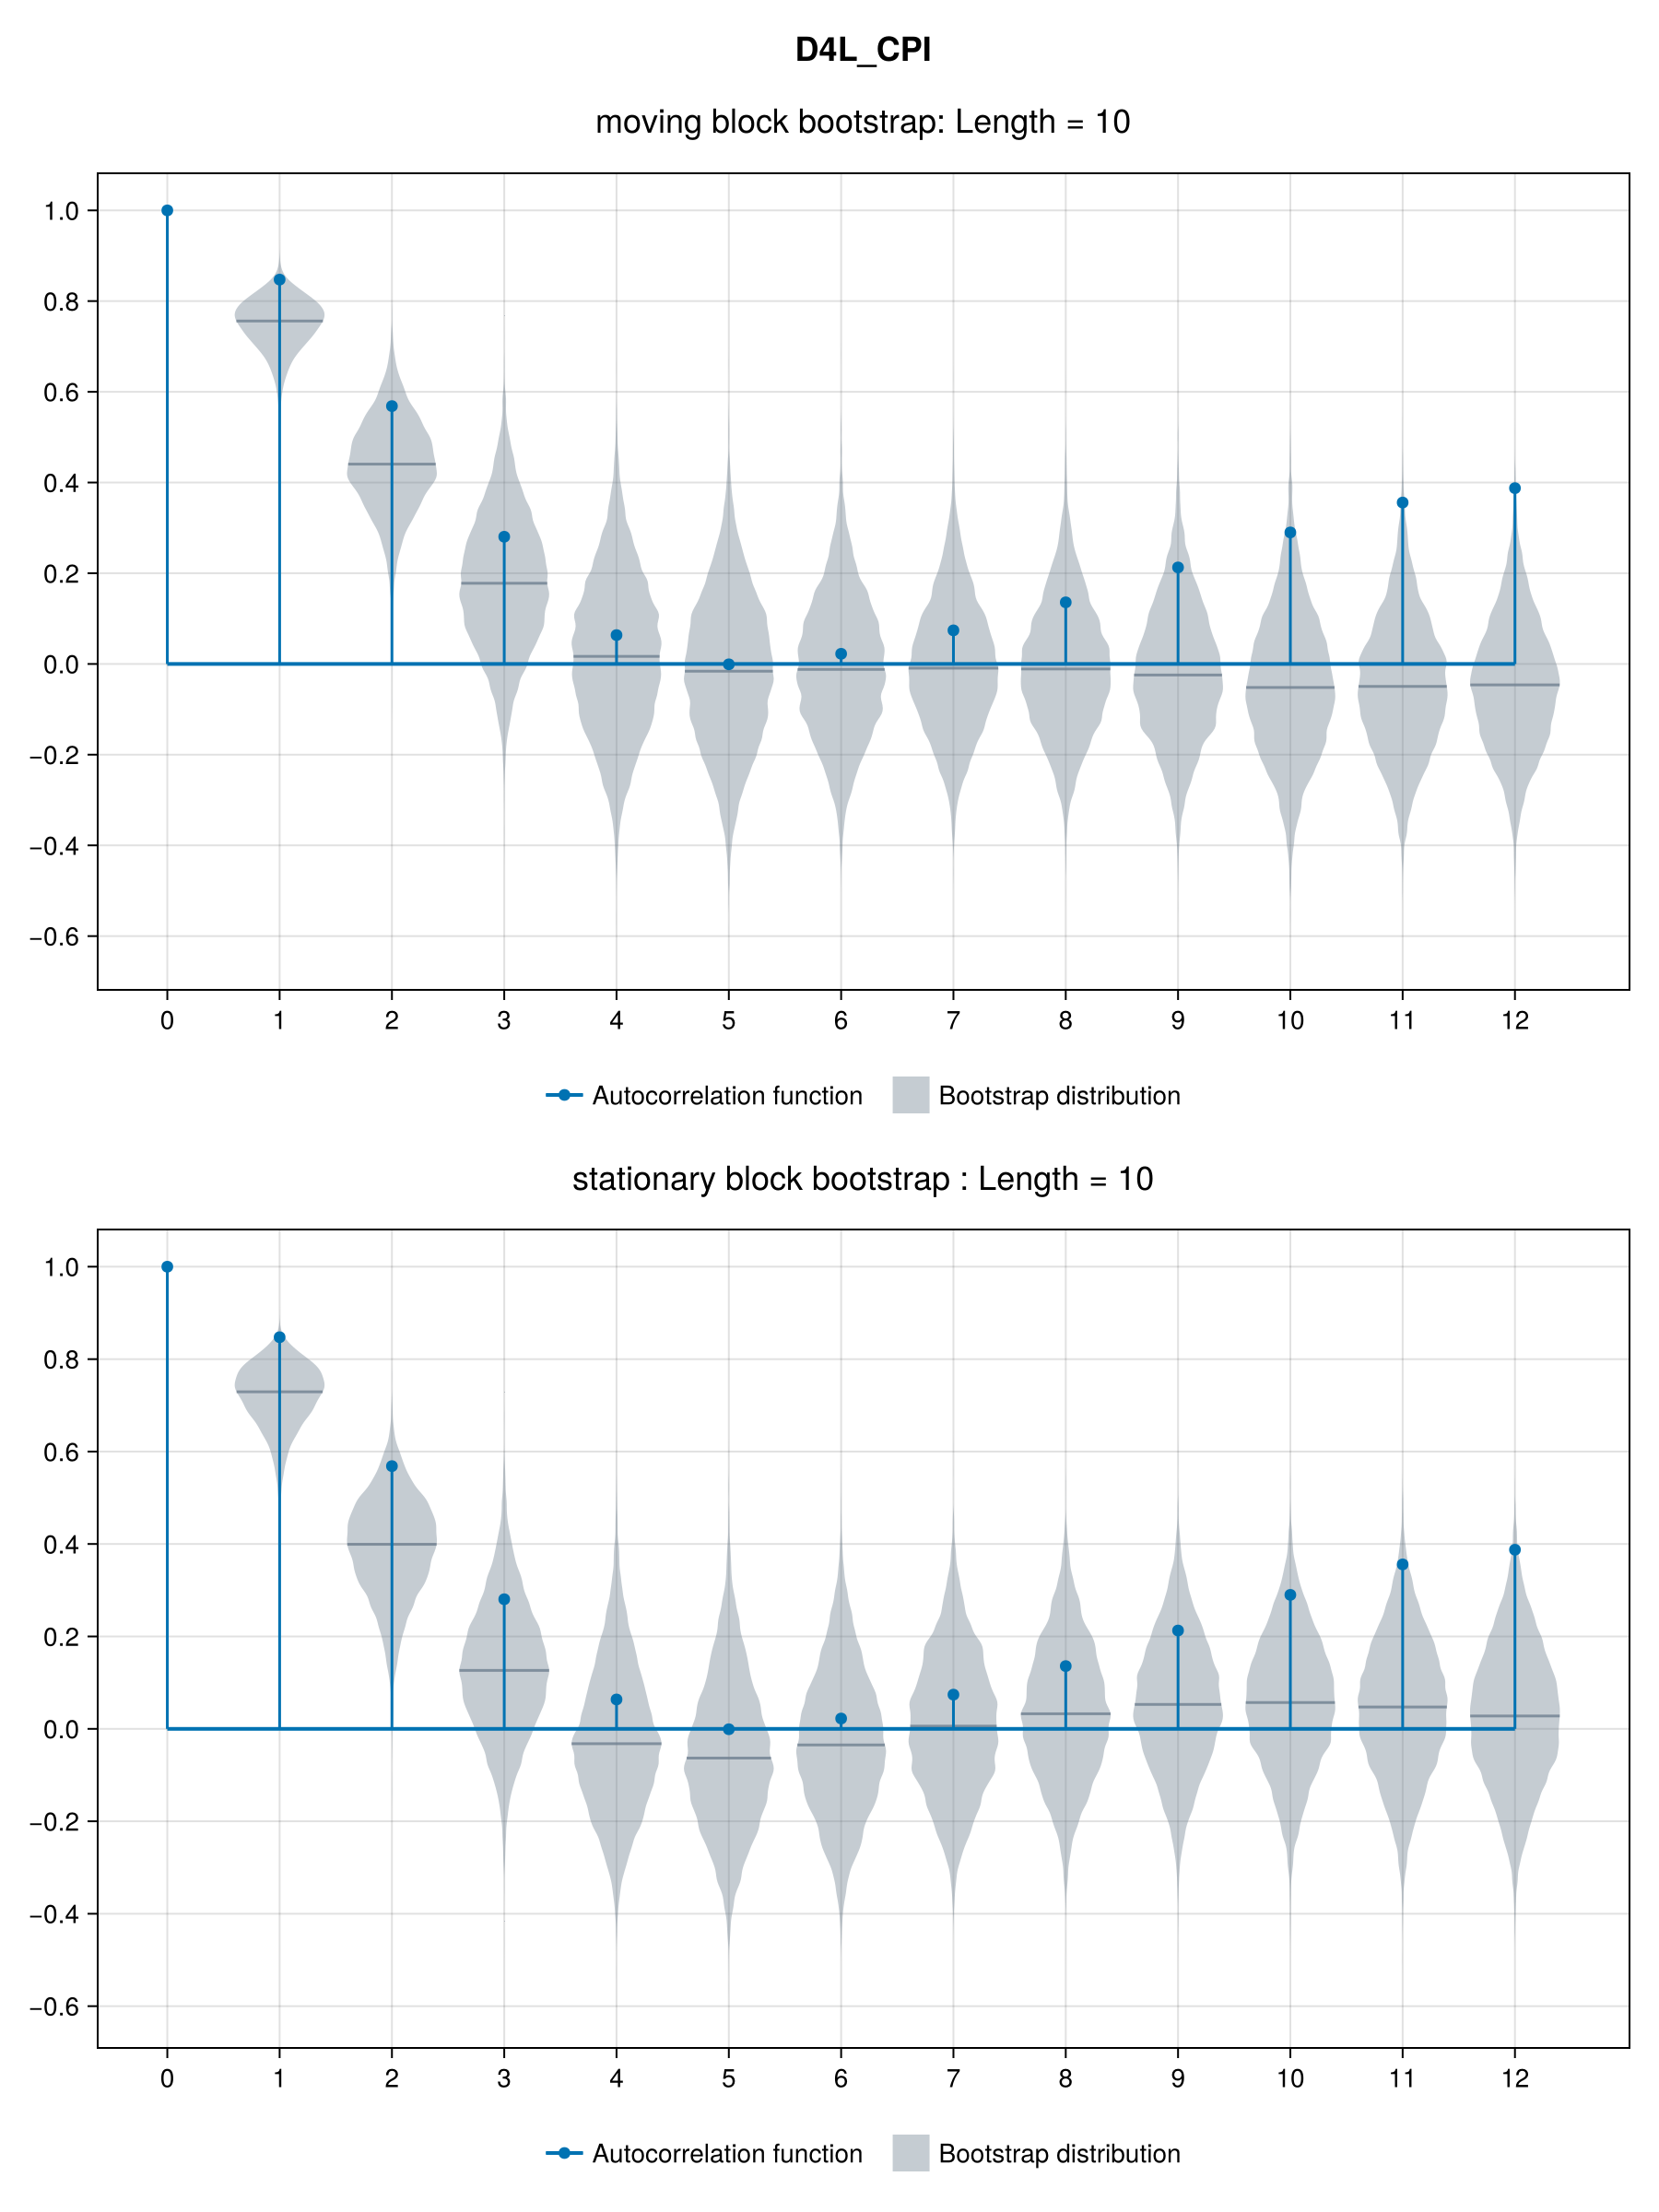 D4L_CPI
moving block bootstrap: Length = 10
1.0
0.8
0.6
0.4
0.2
0.0
−0.2
−0.4
−0.6
0 1 2 3 4 5 6 7 8 9 10 11 12
Autocorrelation function Bootstrap distribution
stationary block bootstrap : Length = 10
1.0
0.8
0.6
0.4
0.2
0.0
−0.2
−0.4
−0.6
0 1 2 3 4 5 6 7 8 9 10 11 12
Autocorrelation function Bootstrap distribution